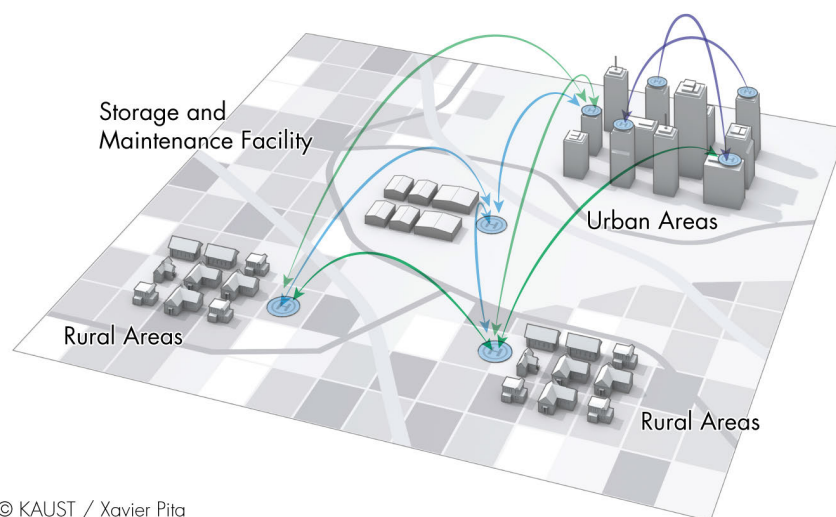 Storage and
Maintenance Facility
Urban Areas
Rural Areas
Rural Areas
H
H
H
H
H
H
H
H
© KAUST / Xavier Pita